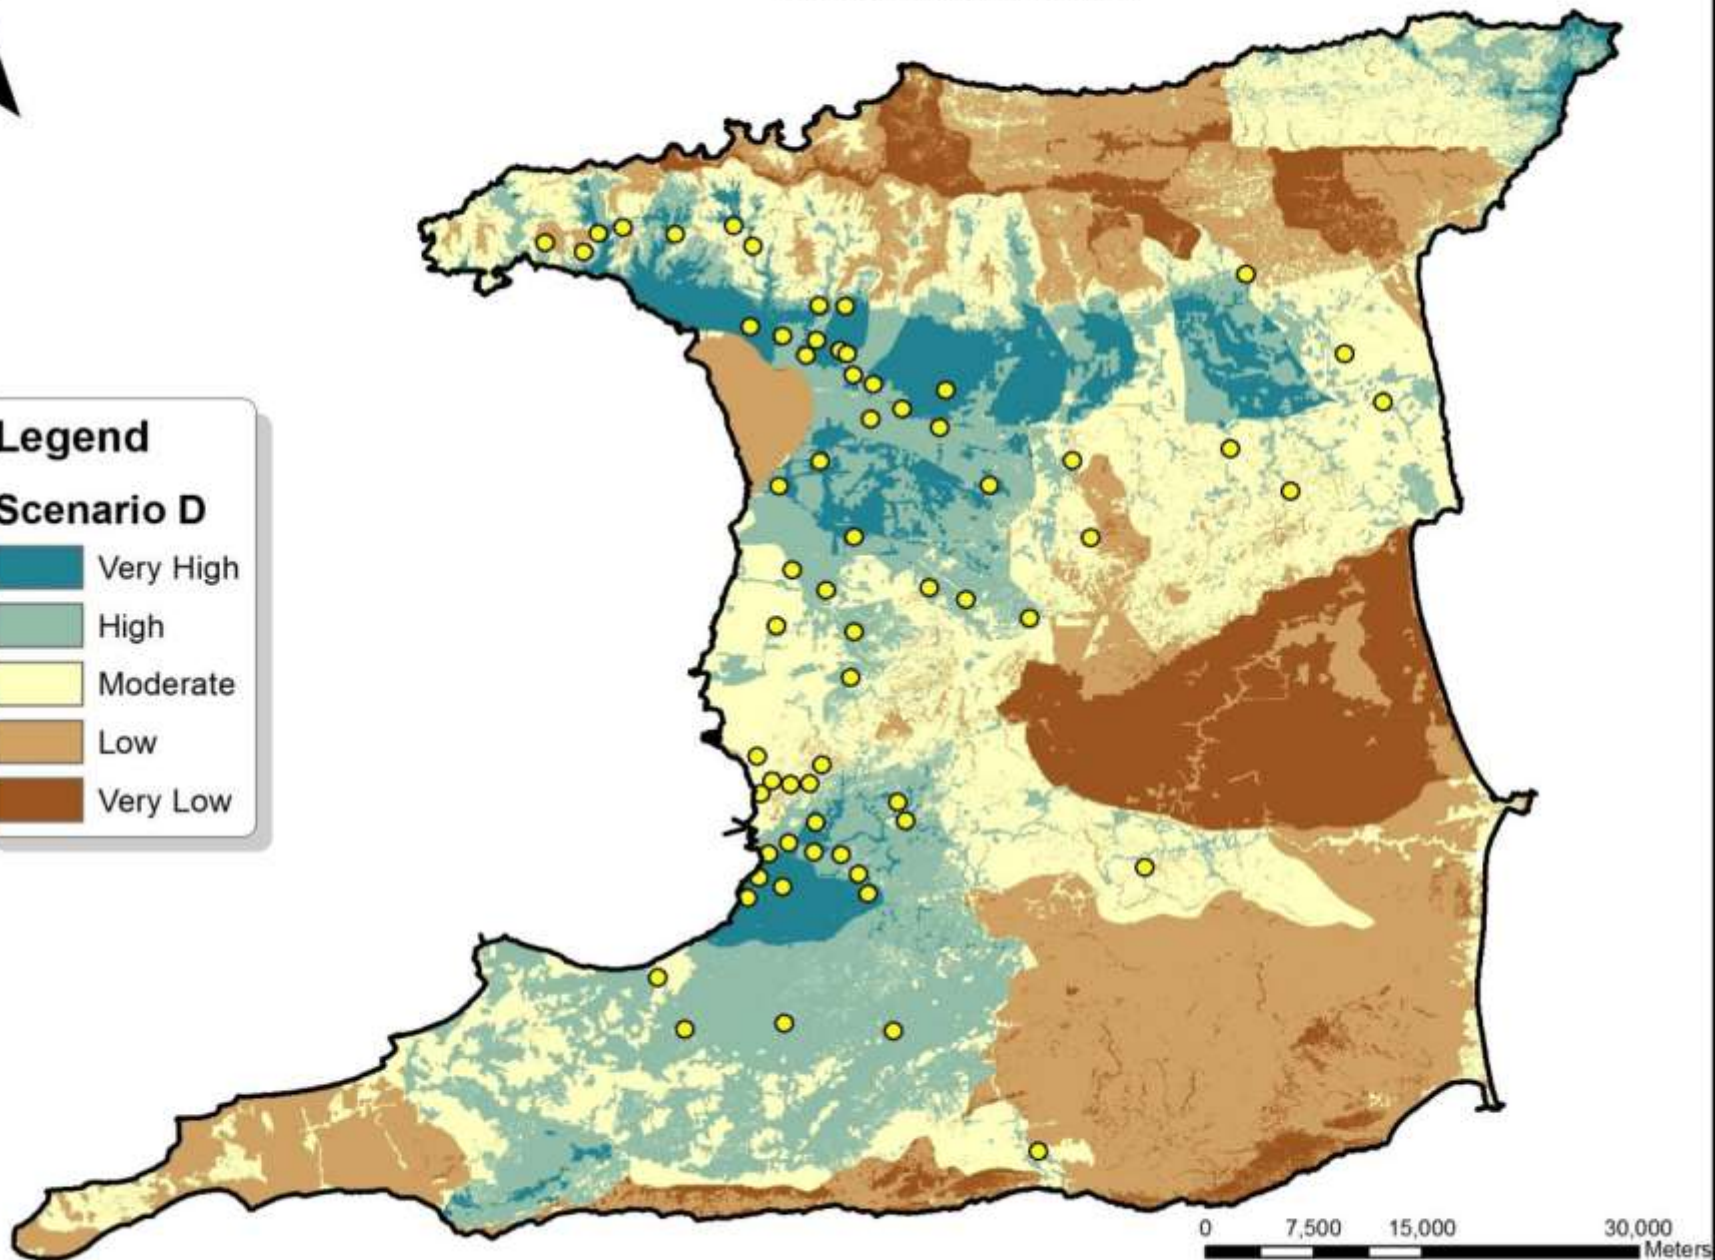 Legend
Scenario D
Very High
High
Moderate
Low
Very Low
0 7,500 15,000 30,000
Meters